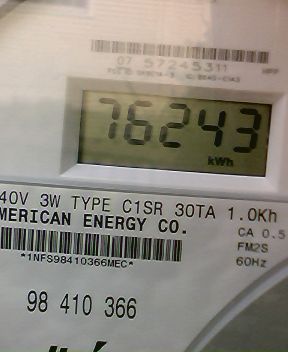 07 57245311
76243
kWh
40V 3W TYPE C1SR 30TA 1.0Kh
MERICAN ENERGY CO.
CA 0.5
FM2S
60Hz
*1NFS98410366MEC*
98 410 366